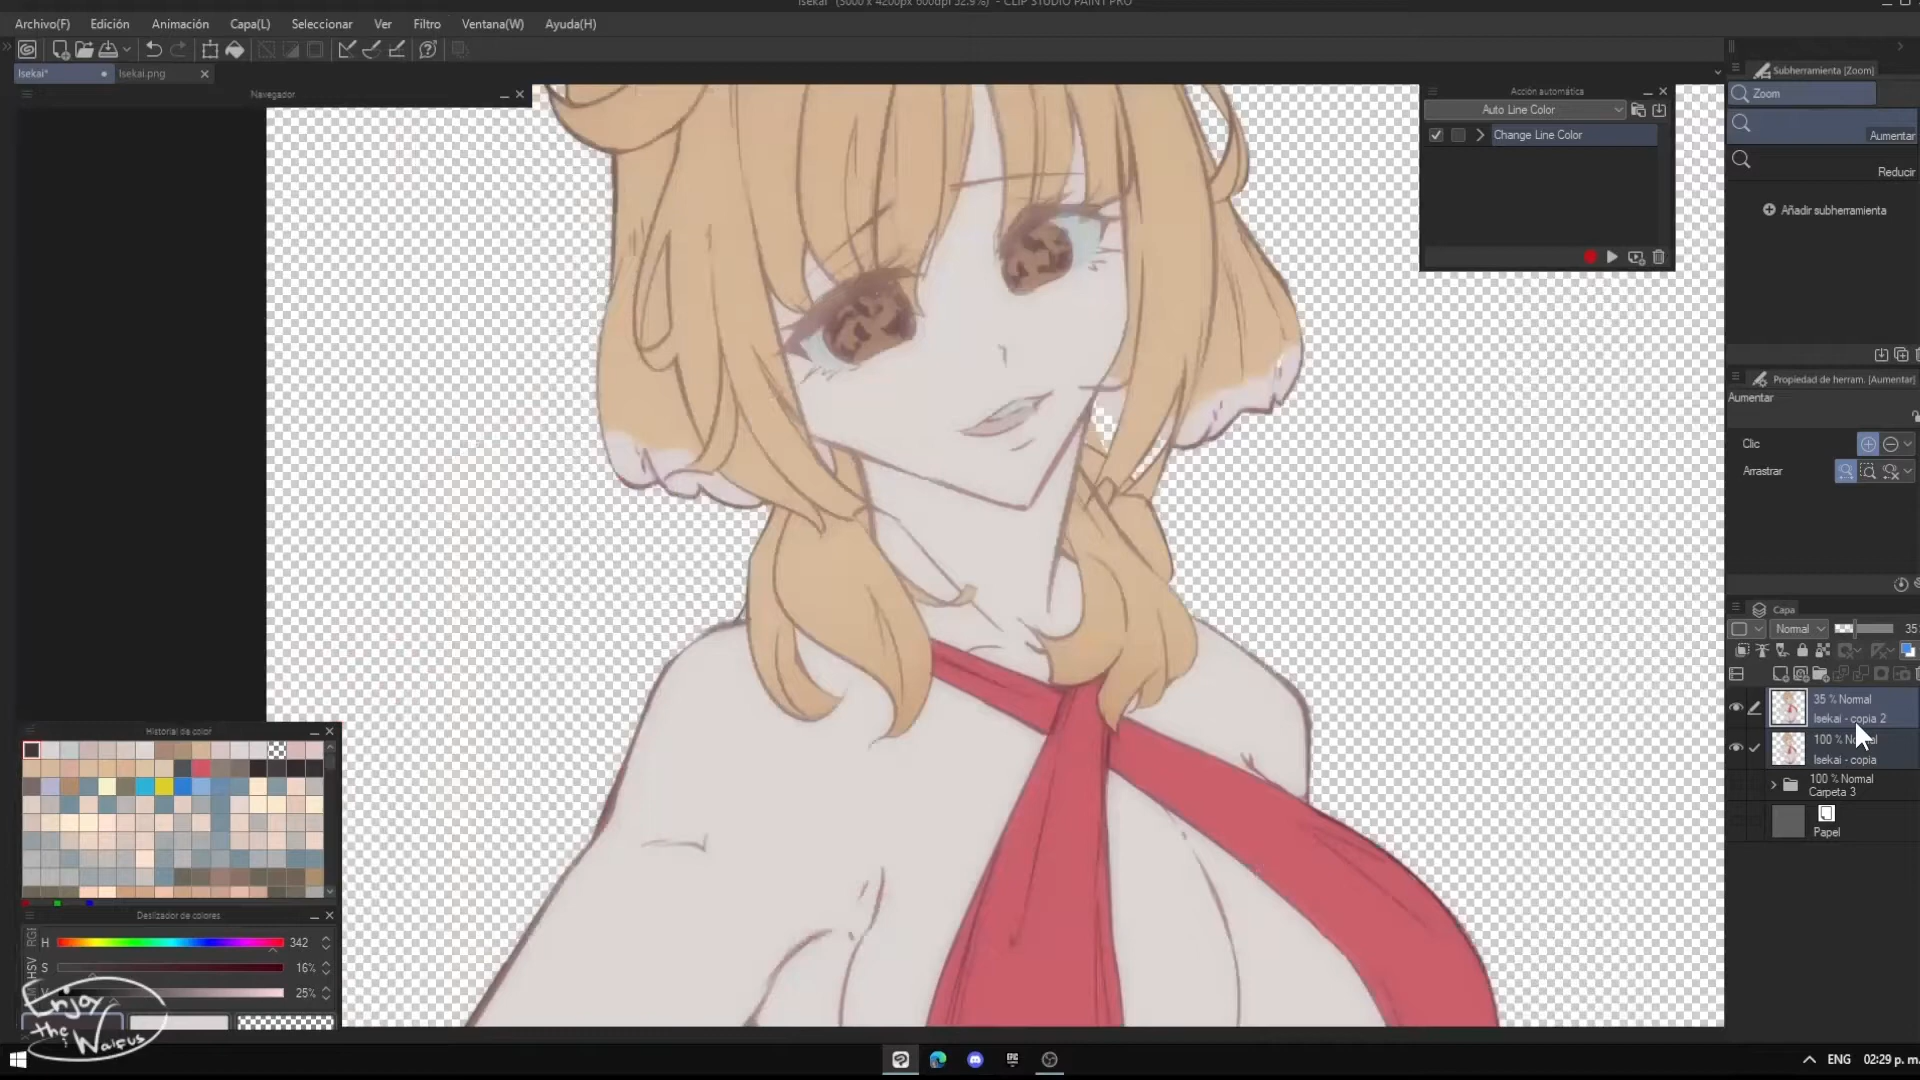 Isekai* (3000 x 4200px 600dpi 32.9%) - CLIP STUDIO PAINT PRO
Archivo(F) Edición Animación Capa(L) Seleccionar Ver Filtro Ventana(W) Ayuda(H)
Isekai* Isekai.png
Navegador
Acción automática
Auto Line Color
Change Line Color
Subherramienta [Zoom]
Zoom
Aumentar
Reducir
Añadir subherramienta
Propiedad de herram. [Aumentar]
Aumentar
Clic
Arrastrar
Capa
Normal 35
35 % Normal
Isekai - copia 2
100 % Normal
Isekai - copia
100 % Normal
Carpeta 3
Papel
Historial de color
Deslizador de colores
RGB
HSV
H 342
S 16%
V 25%
Enjoy
the
Waifus
ENG 02:29 p. m.